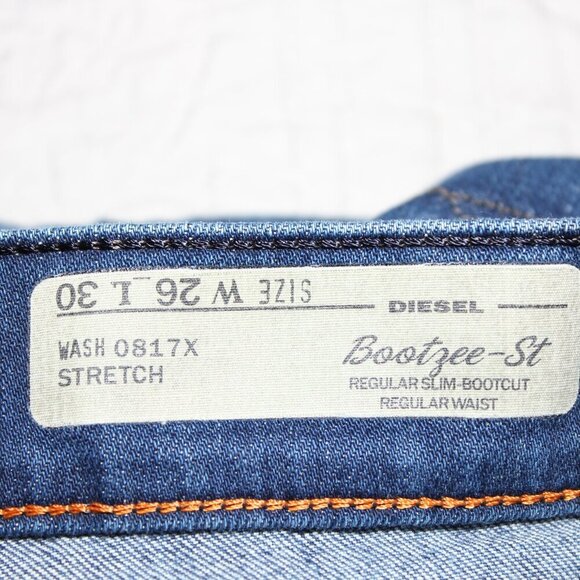 SIZE W 26 L 30
WASH 0817X
STRETCH
DIESEL
Bootzee-St
REGULAR SLIM-BOOTCUT
REGULAR WAIST